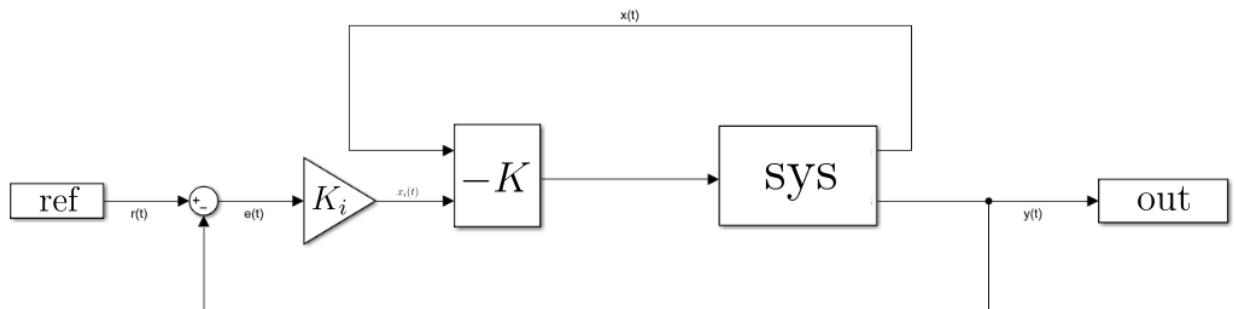 x(t)
ref
r(t)
+
−
e(t)
K_i
x_i(t)
−K
sys
y(t)
out